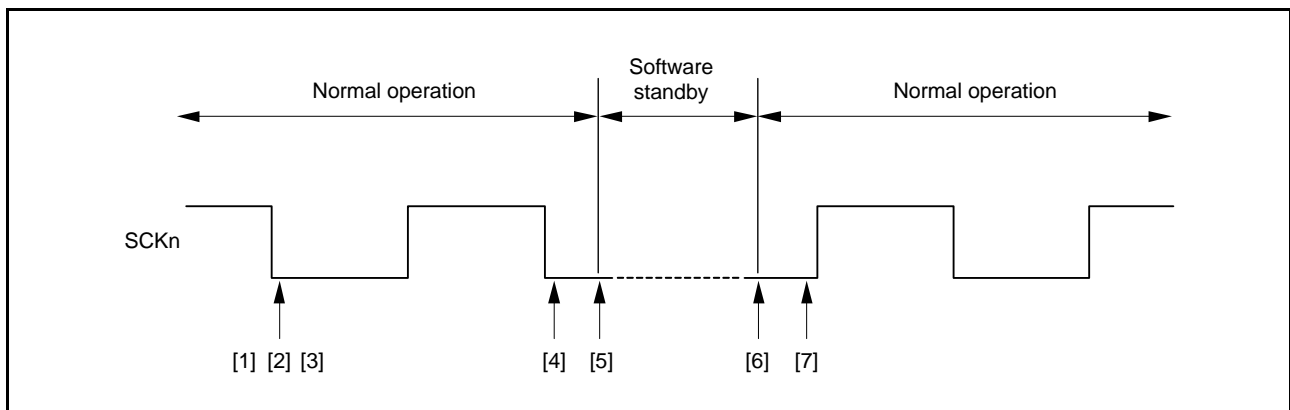 Normal operation
Software
standby
Normal operation
SCKn
[1] [2] [3]
[4]
[5]
[6]
[7]